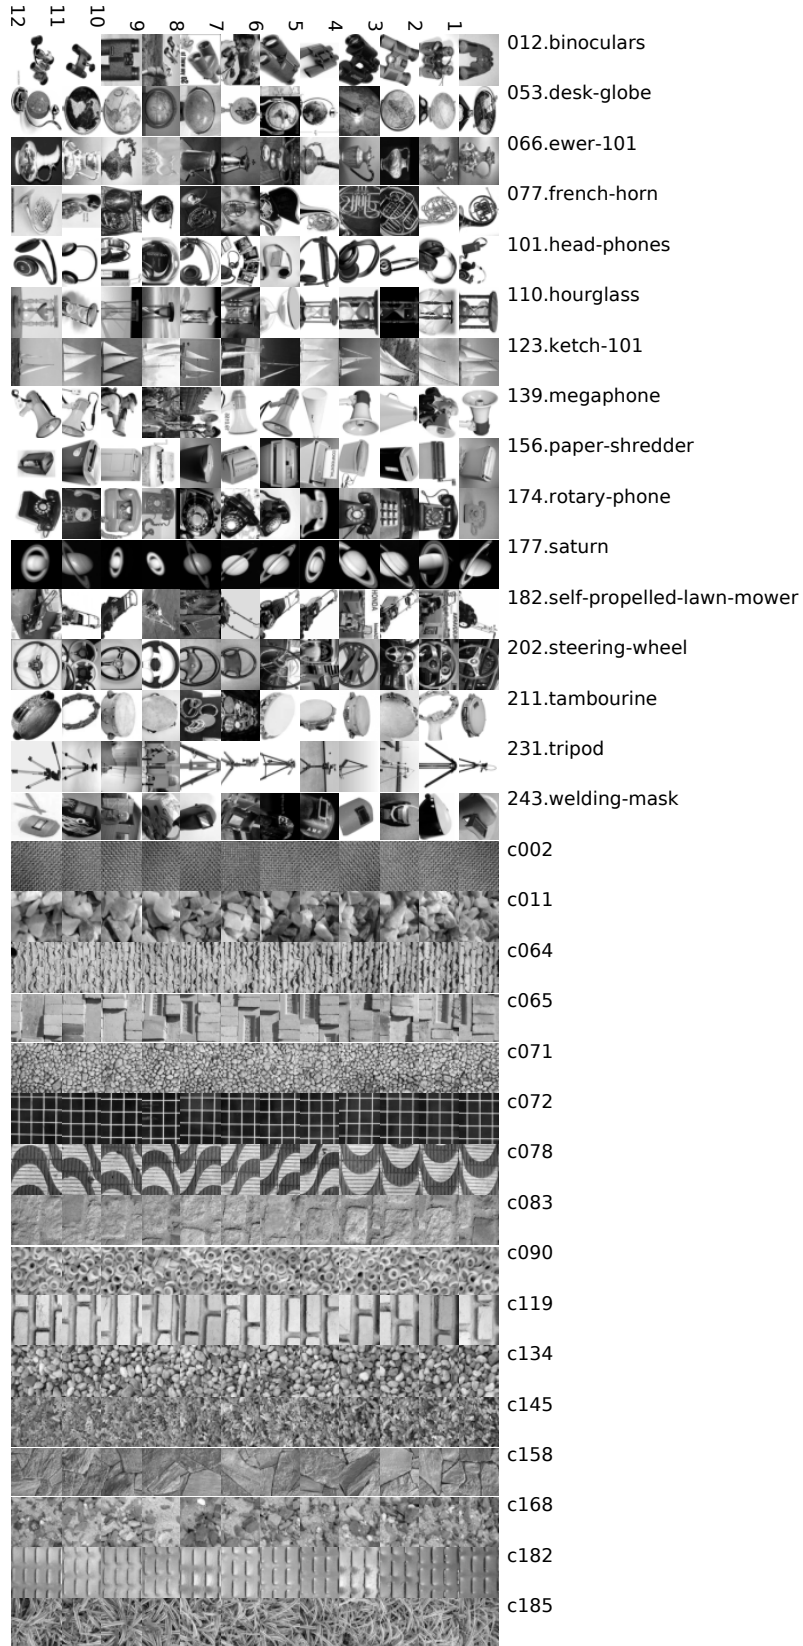 12 11 10 9 8 7 6 5 4 3 2 1
012.binoculars
053.desk-globe
066.ewer-101
077.french-horn
101.head-phones
110.hourglass
123.ketch-101
139.megaphone
156.paper-shredder
174.rotary-phone
177.saturn
182.self-propelled-lawn-mower
202.steering-wheel
211.tambourine
231.tripod
243.welding-mask
c002
c011
c064
c065
c071
c072
c078
c083
c090
c119
c134
c145
c158
c168
c182
c185